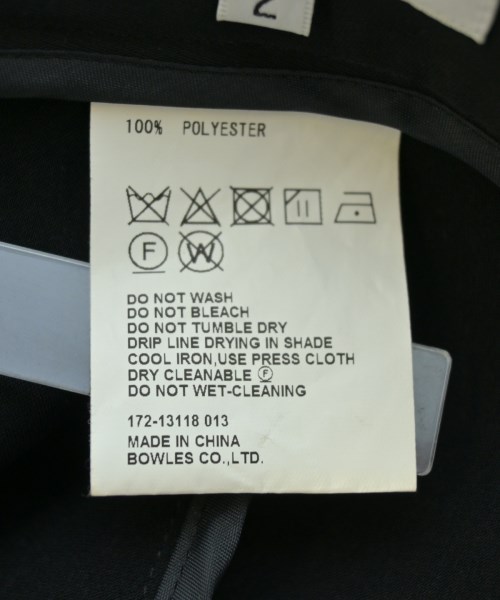 2
100% POLYESTER
F
W
DO NOT WASH
DO NOT BLEACH
DO NOT TUMBLE DRY
DRIP LINE DRYING IN SHADE
COOL IRON,USE PRESS CLOTH
DRY CLEANABLE Ⓕ
DO NOT WET-CLEANING
172-13118 013
MADE IN CHINA
BOWLES CO.,LTD.